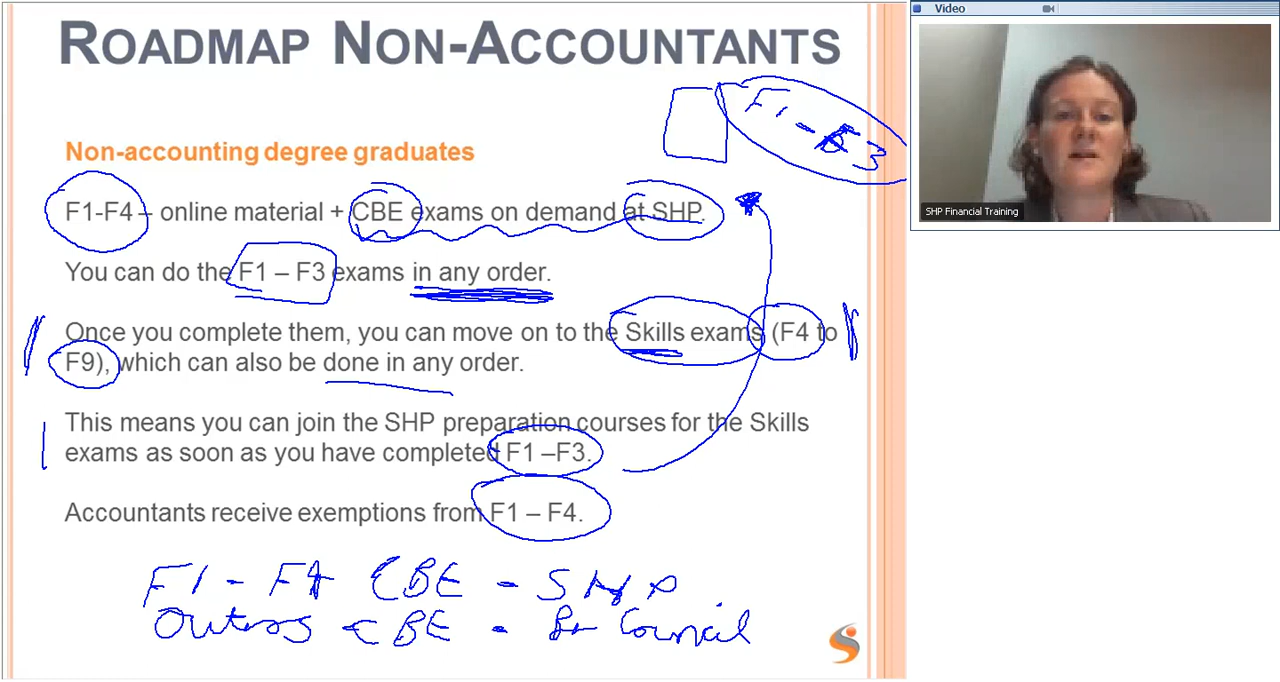 ROADMAP NON-ACCOUNTANTS
Video
F1 - 3
SHP Financial Training
Non-accounting degree graduates
F1-F4 – online material + CBE exams on demand at SHP.
You can do the F1 – F3 exams in any order.
Once you complete them, you can move on to the Skills exams (F4 to
F9), which can also be done in any order.
This means you can join the SHP preparation courses for the Skills
exams as soon as you have completed F1 –F3.
Accountants receive exemptions from F1 – F4.
F1 - F4 CBE - SHP
CBE - Br Council